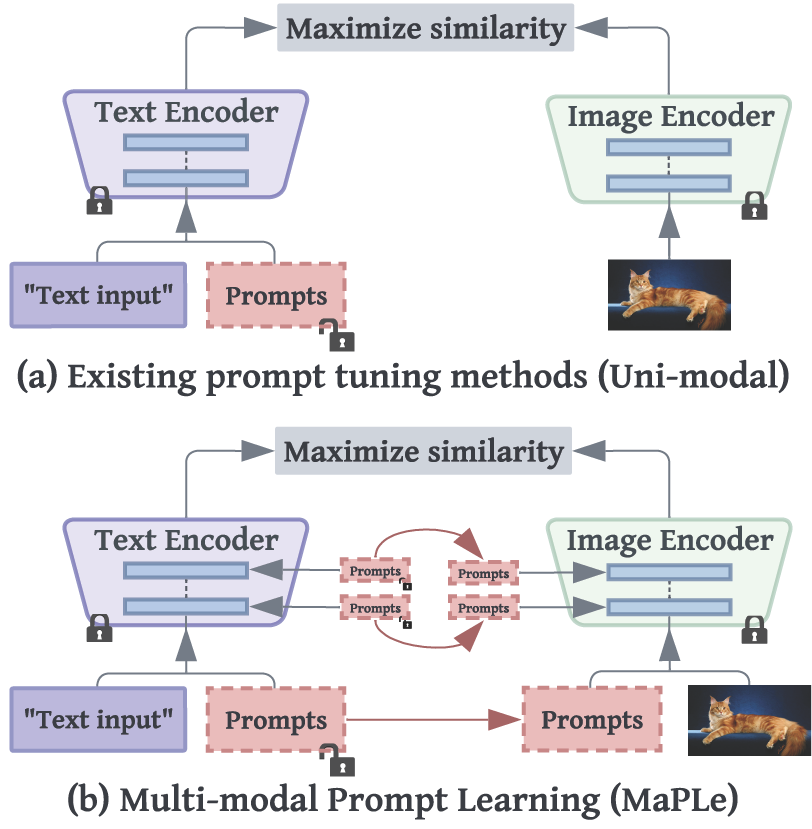 Maximize similarity
Text Encoder
Image Encoder
"Text input"
Prompts
(a) Existing prompt tuning methods (Uni-modal)
Maximize similarity
Text Encoder
Image Encoder
Prompts
Prompts
Prompts
Prompts
"Text input"
Prompts
Prompts
(b) Multi-modal Prompt Learning (MaPLe)